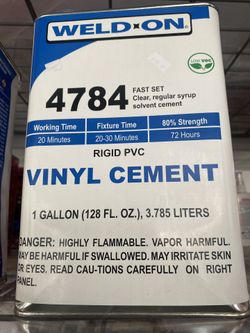 WELD-ON
4784
FAST SET
Clear, regular syrup
solvent cement
LOW VOC
Working Time
Fixture Time
80% Strength
20 Minutes
20-30 Minutes
72 Hours
RIGID PVC
VINYL CEMENT
1 GALLON (128 FL. OZ.), 3.785 LITERS
DANGER: HIGHLY FLAMMABLE. VAPOR HARMFUL.
MAY BE HARMFUL IF SWALLOWED. MAY IRRITATE SKIN
OR EYES. READ CAU-TIONS CAREFULLY ON RIGHT
PANEL.